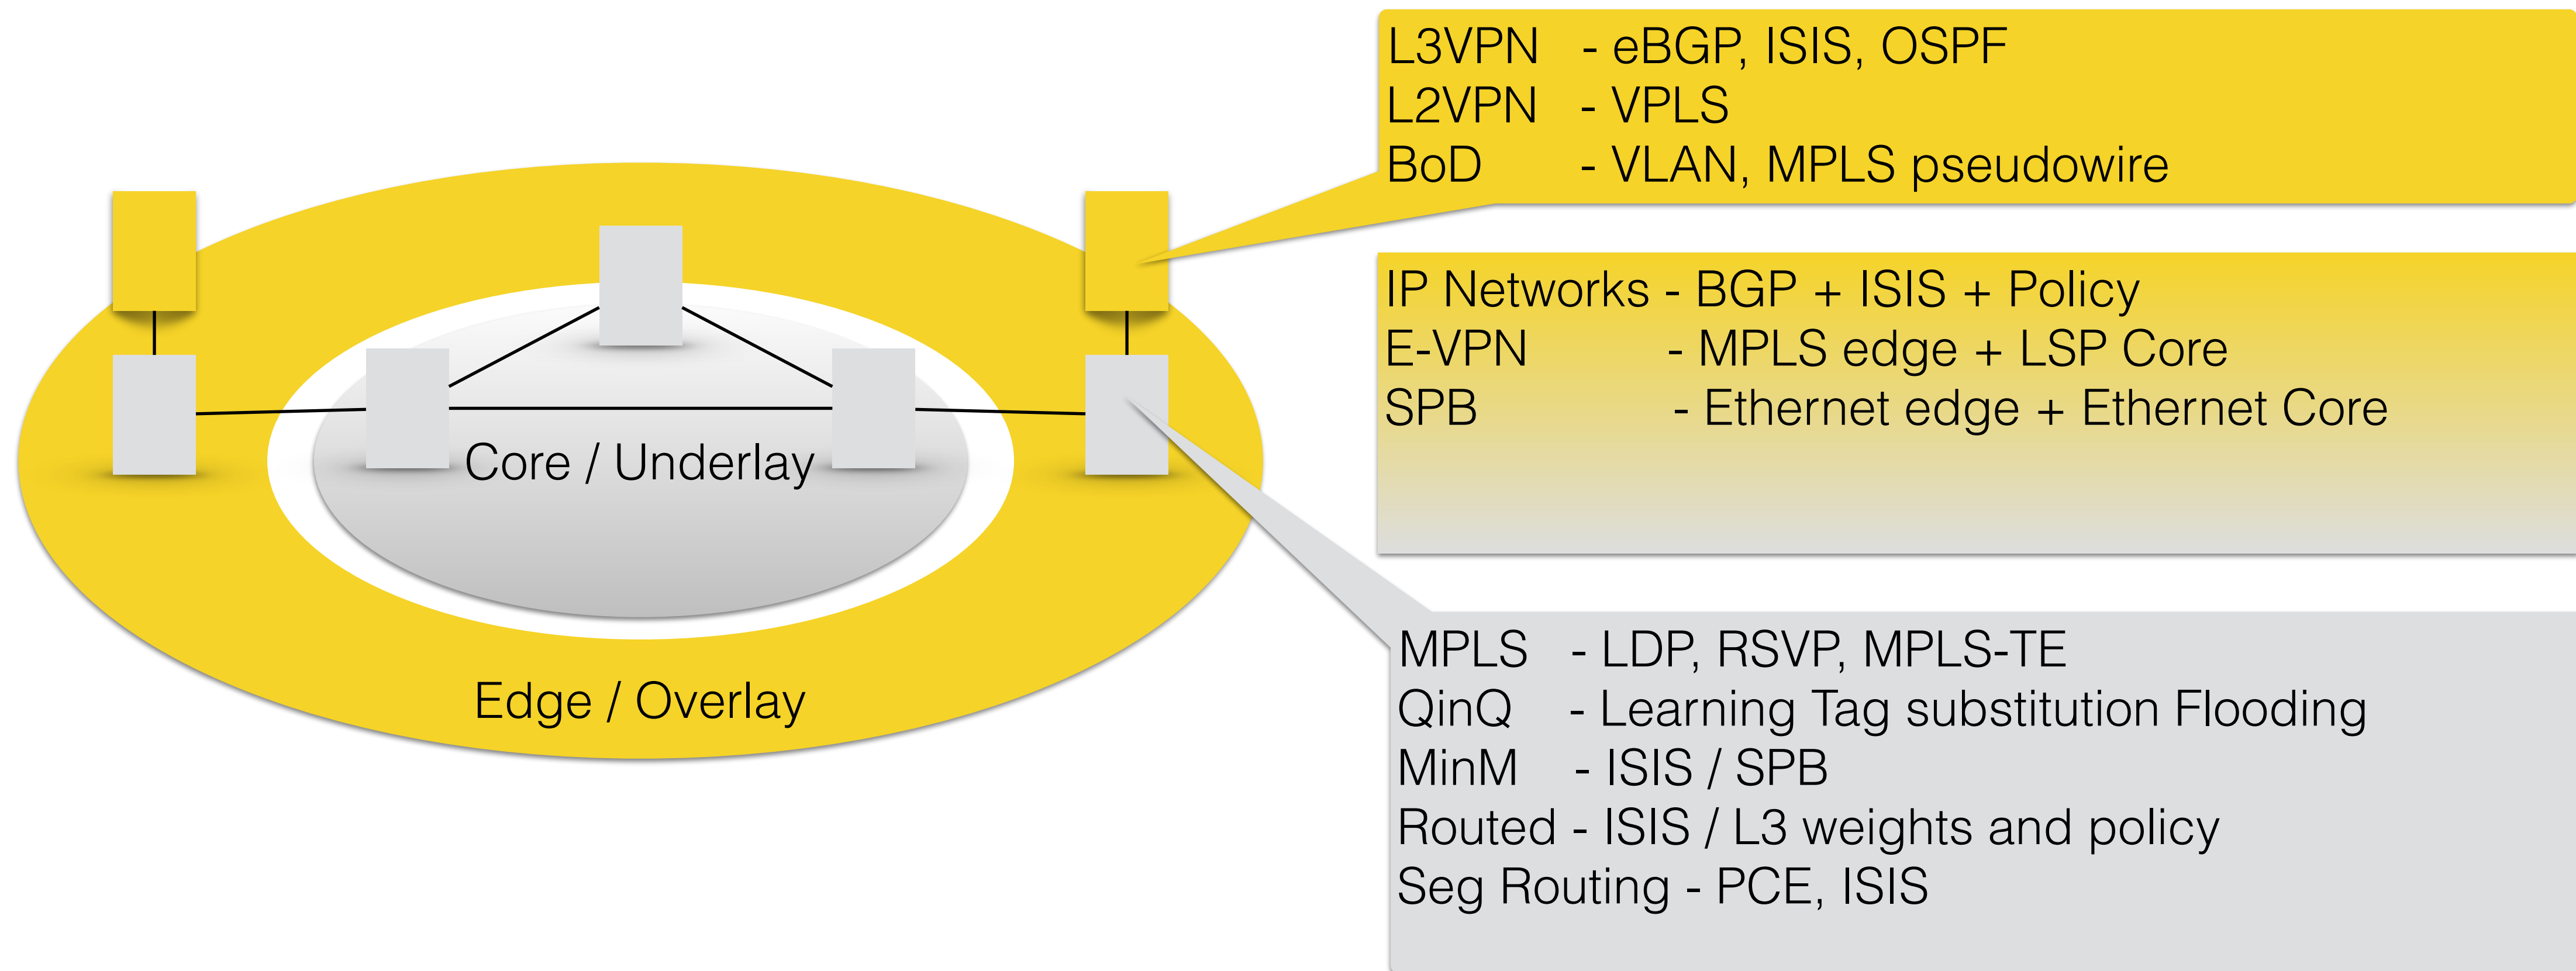 L3VPN - eBGP, ISIS, OSPF
L2VPN - VPLS
BoD - VLAN, MPLS pseudowire
IP Networks - BGP + ISIS + Policy
E-VPN - MPLS edge + LSP Core
SPB - Ethernet edge + Ethernet Core
Core / Underlay
Edge / Overlay
MPLS - LDP, RSVP, MPLS-TE
QinQ - Learning Tag substitution Flooding
MinM - ISIS / SPB
Routed - ISIS / L3 weights and policy
Seg Routing - PCE, ISIS